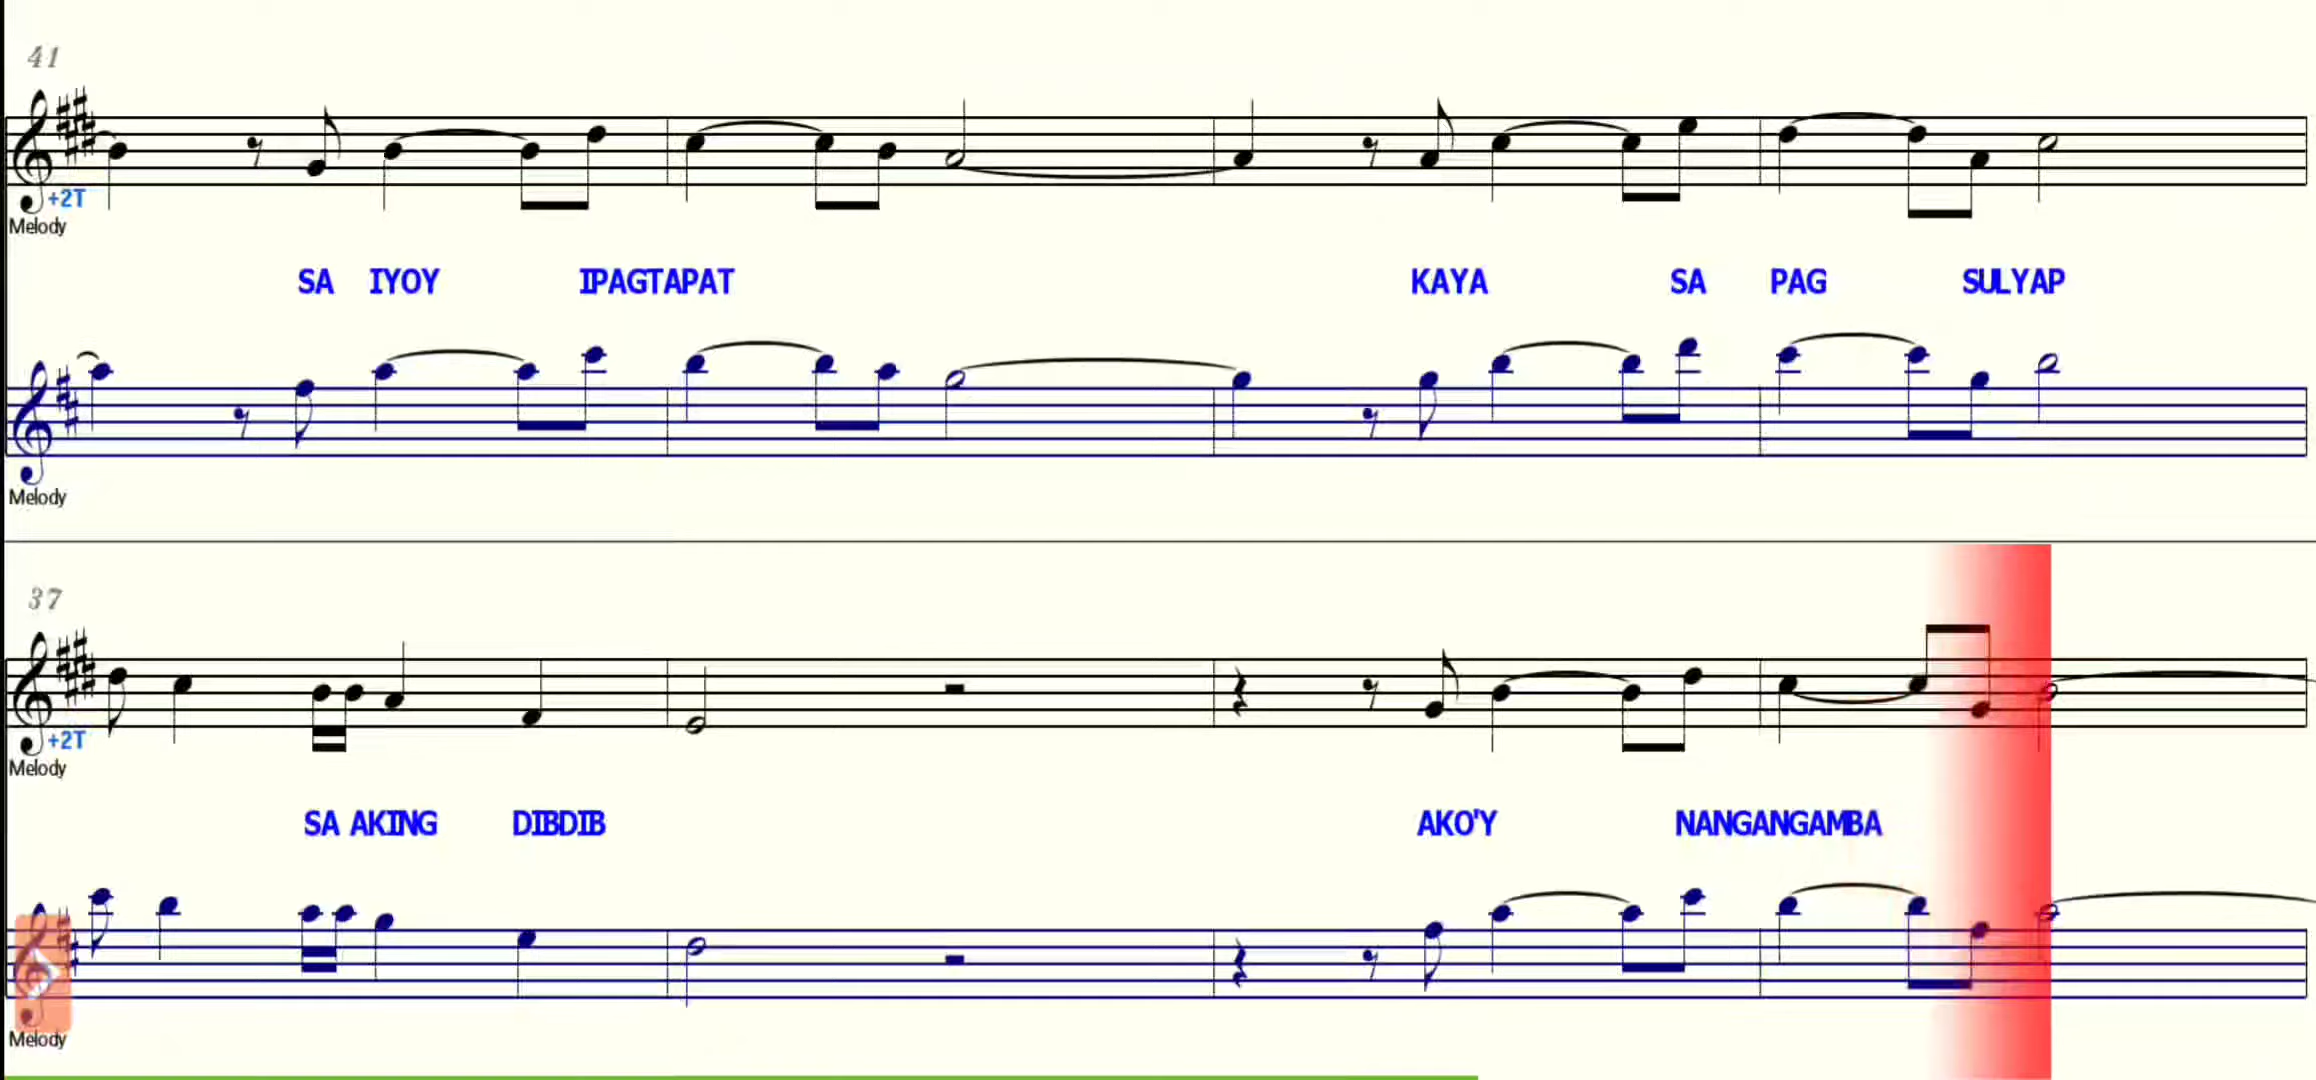 41
+2T
Melody
SA IYOY IPAGTAPAT KAYA SA PAG SULYAP
Melody
37
+2T
Melody
SA AKING DIBDIB AKO'Y NANGANGAMBA
Melody